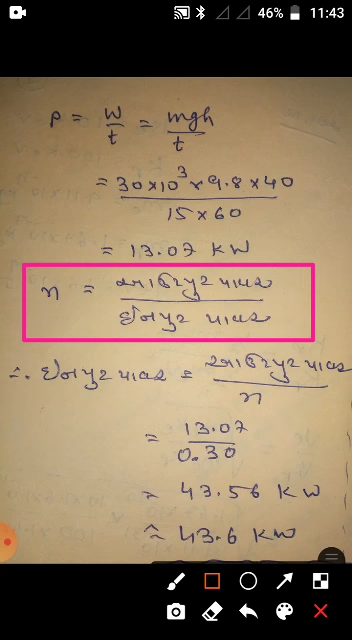 46% 11:43
P = W/t = mgh/t
= 30×10³×9.8×40 / 15×60
= 13.07 KW
η = આઉટપુટ પાવર / ઈનપુટ પાવર
∴ ઈનપુટ પાવર = આઉટપુટ પાવર / η
= 13.07 / 0.30
= 43.56 KW
≈ 43.6 KW